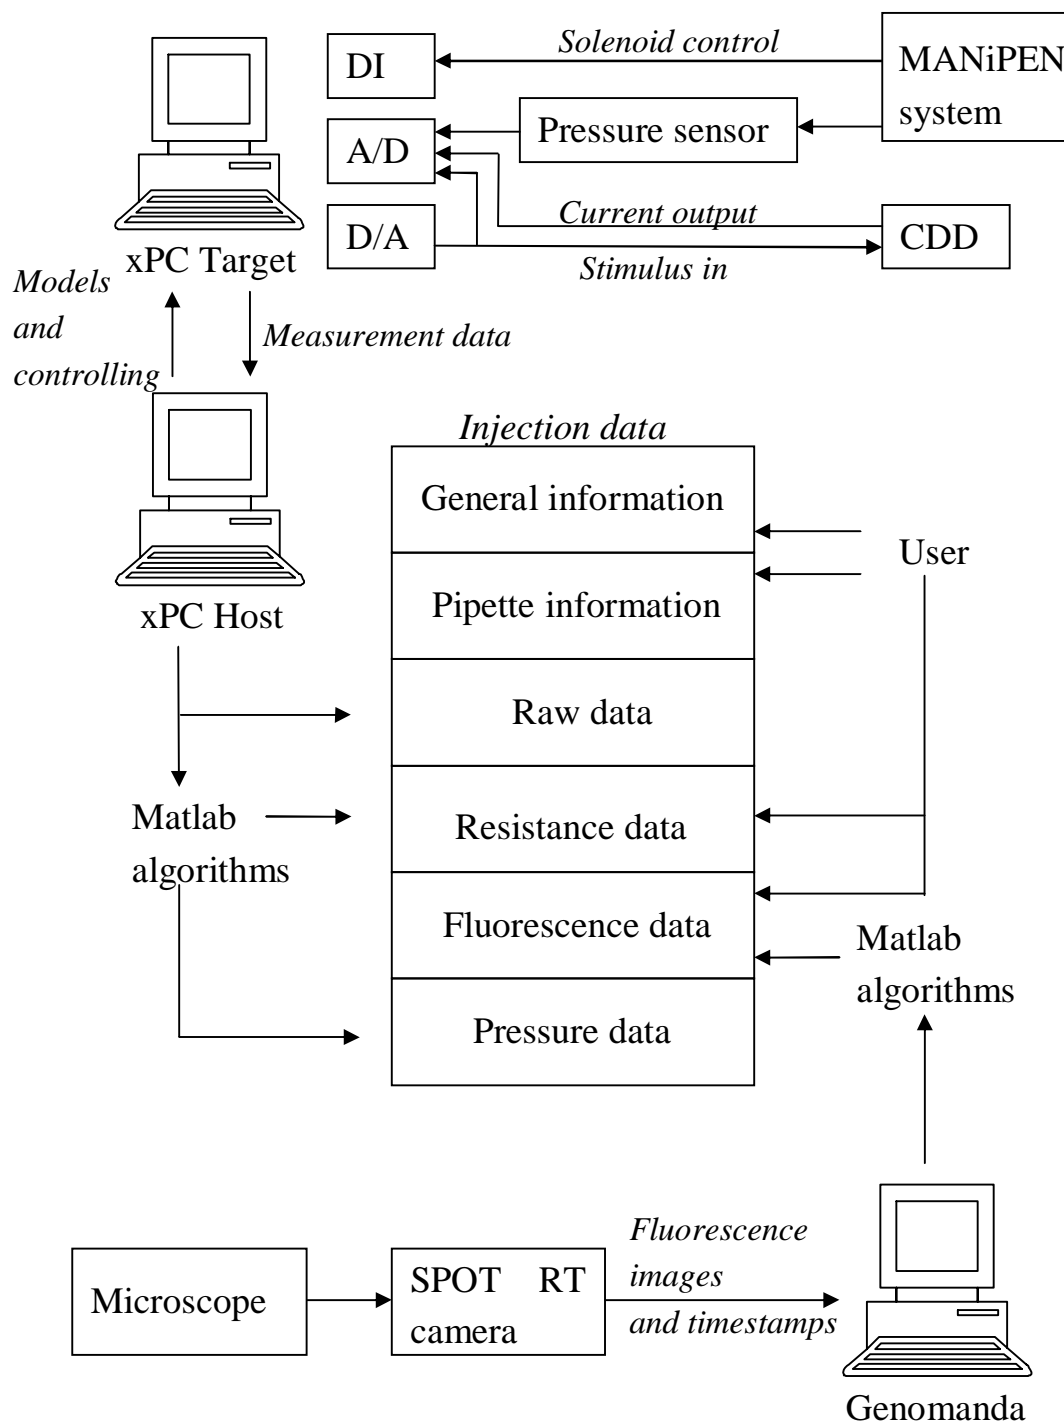 Solenoid control
DI
MANiPEN
system
Pressure sensor
A/D
Current output
D/A
CDD
Stimulus in
xPC Target
Models
and
controlling
Measurement data
Injection data
General information
User
Pipette information
xPC Host
Raw data
Matlab
algorithms
Resistance data
Fluorescence data
Matlab
algorithms
Pressure data
Microscope
SPOT RT
camera
Fluorescence
images
and timestamps
Genomanda